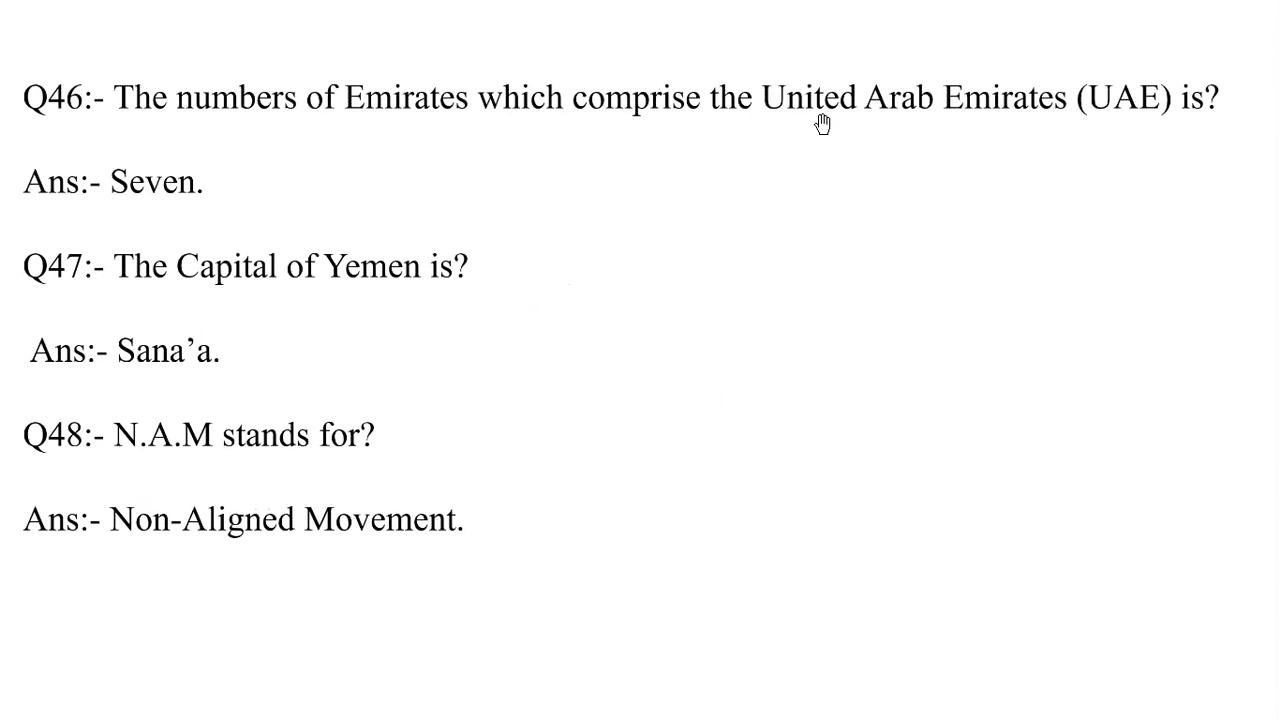 Q46:- The numbers of Emirates which comprise the United Arab Emirates (UAE) is?
Ans:- Seven.
Q47:- The Capital of Yemen is?
Ans:- Sana’a.
Q48:- N.A.M stands for?
Ans:- Non-Aligned Movement.